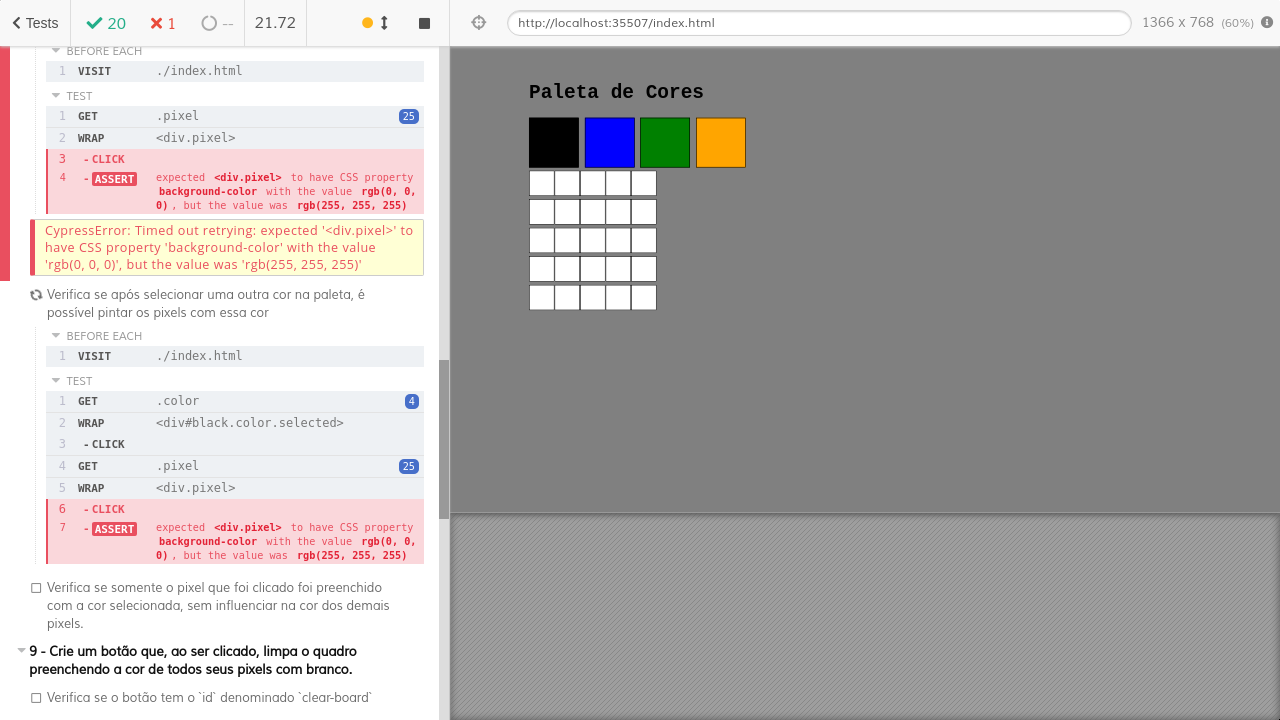 Tests 20 1 -- 21.72 http://localhost:35507/index.html 1366 x 768 (60%)
BEFORE EACH
1 VISIT ./index.html
TEST
1 GET .pixel 25
2 WRAP <div.pixel>
3 -CLICK
4 -ASSERT expected <div.pixel> to have CSS property
background-color with the value rgb(0, 0,
0), but the value was rgb(255, 255, 255)
CypressError: Timed out retrying: expected '<div.pixel>' to
have CSS property 'background-color' with the value
'rgb(0, 0, 0)', but the value was 'rgb(255, 255, 255)'
Verifica se após selecionar uma outra cor na paleta, é
possível pintar os pixels com essa cor
BEFORE EACH
1 VISIT ./index.html
TEST
1 GET .color 4
2 WRAP <div#black.color.selected>
3 -CLICK
4 GET .pixel 25
5 WRAP <div.pixel>
6 -CLICK
7 -ASSERT expected <div.pixel> to have CSS property
background-color with the value rgb(0, 0,
0), but the value was rgb(255, 255, 255)
Verifica se somente o pixel que foi clicado foi preenchido
com a cor selecionada, sem influenciar na cor dos demais
pixels.
9 - Crie um botão que, ao ser clicado, limpa o quadro
preenchendo a cor de todos seus pixels com branco.
Verifica se o botão tem o `id` denominado `clear-board`
Paleta de Cores